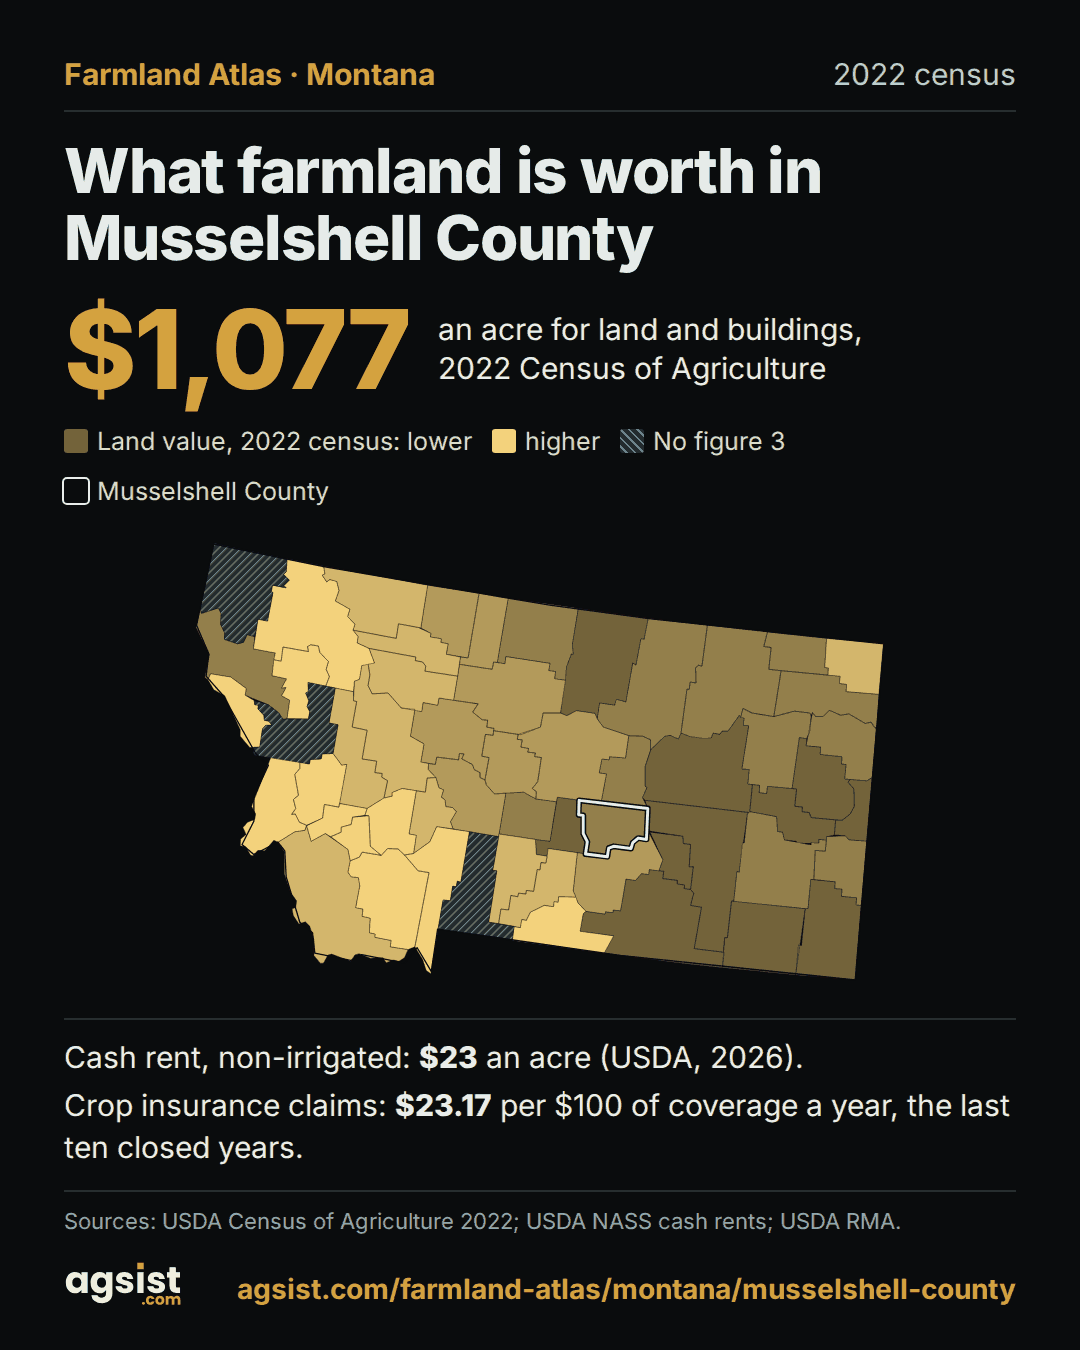 Farmland Atlas · Montana
2022 census
What farmland is worth in
Musselshell County
$1,077
an acre for land and buildings,
2022 Census of Agriculture
Land value, 2022 census: lower
higher
No figure 3
Musselshell County
Cash rent, non-irrigated: $23 an acre (USDA, 2026).
Crop insurance claims: $23.17 per $100 of coverage a year, the last
ten closed years.
Sources: USDA Census of Agriculture 2022; USDA NASS cash rents; USDA RMA.
agsist
.com
agsist.com/farmland-atlas/montana/musselshell-county